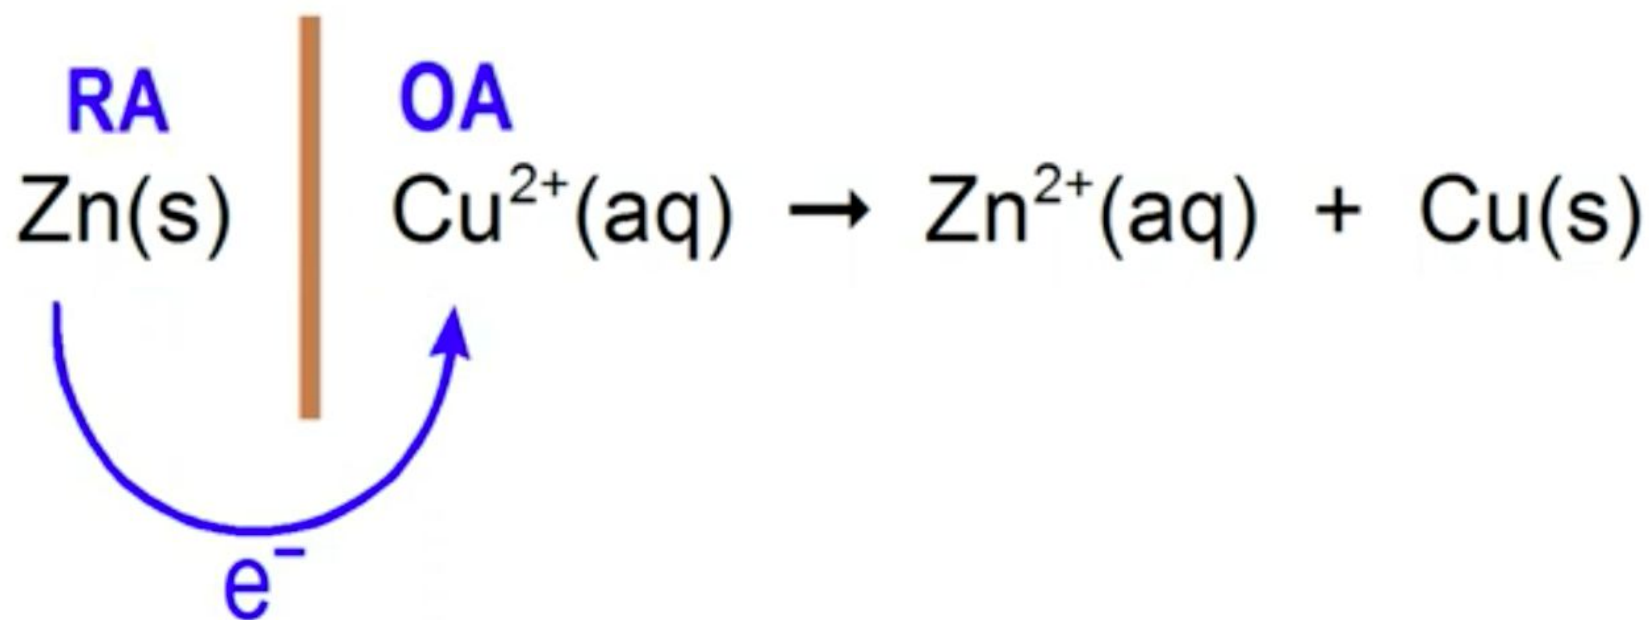 RA OA
Zn(s) Cu²⁺(aq) → Zn²⁺(aq) + Cu(s)
e⁻